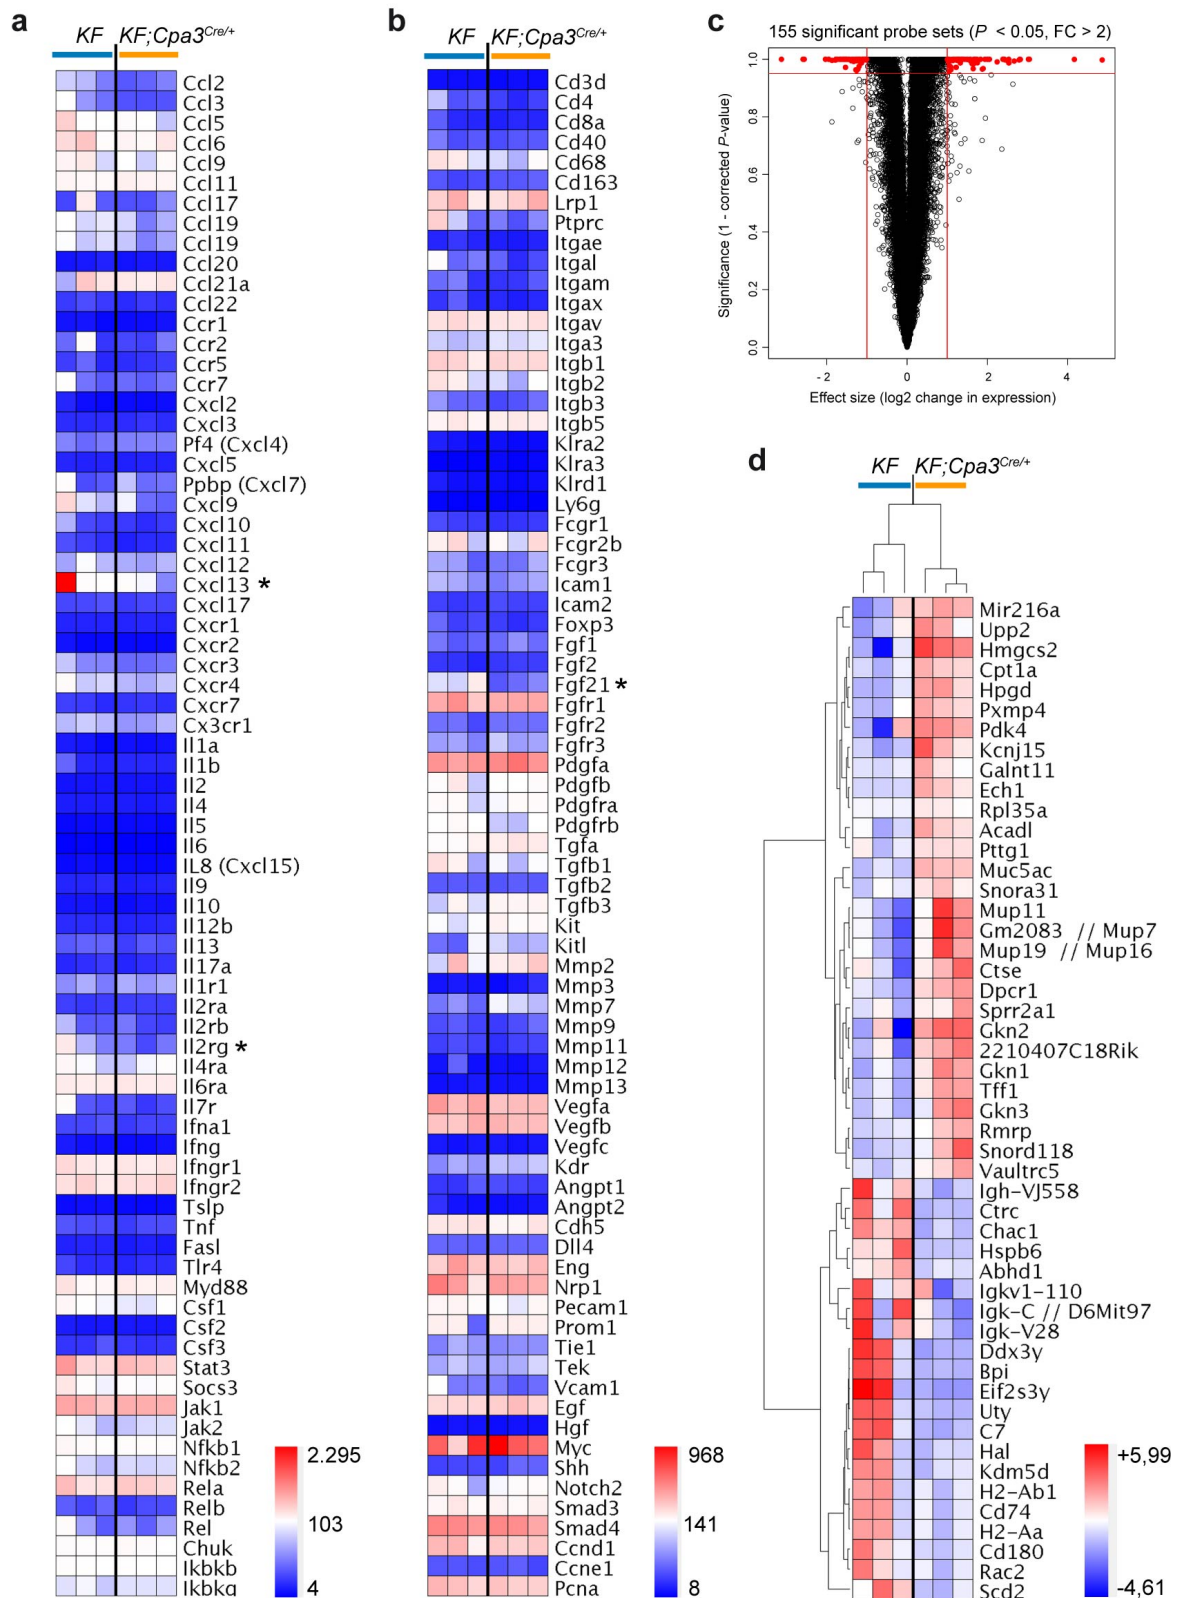 a
KF KF;Cpa3Cre/+
Ccl2
Ccl3
Ccl5
Ccl6
Ccl9
Ccl11
Ccl17
Ccl19
Ccl19
Ccl20
Ccl21a
Ccl22
Ccr1
Ccr2
Ccr5
Ccr7
Cxcl2
Cxcl3
Pf4 (Cxcl4)
Cxcl5
Ppbp (Cxcl7)
Cxcl9
Cxcl10
Cxcl11
Cxcl12
Cxcl13 *
Cxcl17
Cxcr1
Cxcr2
Cxcr3
Cxcr4
Cxcr7
Cx3cr1
Il1a
Il1b
Il2
Il4
Il5
Il6
IL8 (Cxcl15)
Il9
Il10
Il12b
Il13
Il17a
Il1r1
Il2ra
Il2rb
Il2rg *
Il4ra
Il6ra
Il7r
Ifna1
Ifng
Ifngr1
Ifngr2
Tslp
Tnf
Fasl
Tlr4
Myd88
Csf1
Csf2
Csf3
Stat3
Socs3
Jak1
Jak2
Nfkb1
Nfkb2
Rela
Relb
Rel
Chuk
Ikbkb
Ikbkg
2.295
103
4
b
KF KF;Cpa3Cre/+
Cd3d
Cd4
Cd8a
Cd40
Cd68
Cd163
Lrp1
Ptprc
Itgae
Itgal
Itgam
Itgax
Itgav
Itga3
Itgb1
Itgb2
Itgb3
Itgb5
Klra2
Klra3
Klrd1
Ly6g
Fcgr1
Fcgr2b
Fcgr3
Icam1
Icam2
Foxp3
Fgf1
Fgf2
Fgf21 *
Fgfr1
Fgfr2
Fgfr3
Pdgfa
Pdgfb
Pdgfra
Pdgfrb
Tgfa
Tgfb1
Tgfb2
Tgfb3
Kit
Kitl
Mmp2
Mmp3
Mmp7
Mmp9
Mmp11
Mmp12
Mmp13
Vegfa
Vegfb
Vegfc
Kdr
Angpt1
Angpt2
Cdh5
Dll4
Eng
Nrp1
Pecam1
Prom1
Tie1
Tek
Vcam1
Egf
Hgf
Myc
Shh
Notch2
Smad3
Smad4
Ccnd1
Ccne1
Pcna
968
141
8
c
155 significant probe sets (P < 0.05, FC > 2)
Significance (1 - corrected P-value)
1.0
0.8
0.6
0.4
0.2
0.0
-2 0 2 4
Effect size (log2 change in expression)
d
KF KF;Cpa3Cre/+
Mir216a
Upp2
Hmgcs2
Cpt1a
Hpgd
Pxmp4
Pdk4
Kcnj15
Galnt11
Ech1
Rpl35a
Acadl
Pttg1
Muc5ac
Snora31
Mup11
Gm2083 // Mup7
Mup19 // Mup16
Ctse
Dpcr1
Sprr2a1
Gkn2
2210407C18Rik
Gkn1
Tff1
Gkn3
Rmrp
Snord118
Vaultrc5
Igh-VJ558
Ctrc
Chac1
Hspb6
Abhd1
Igkv1-110
Igk-C // D6Mit97
Igk-V28
Ddx3y
Bpi
Eif2s3y
Uty
C7
Hal
Kdm5d
H2-Ab1
Cd74
H2-Aa
Cd180
Rac2
Scd2
+5,99
-4,61